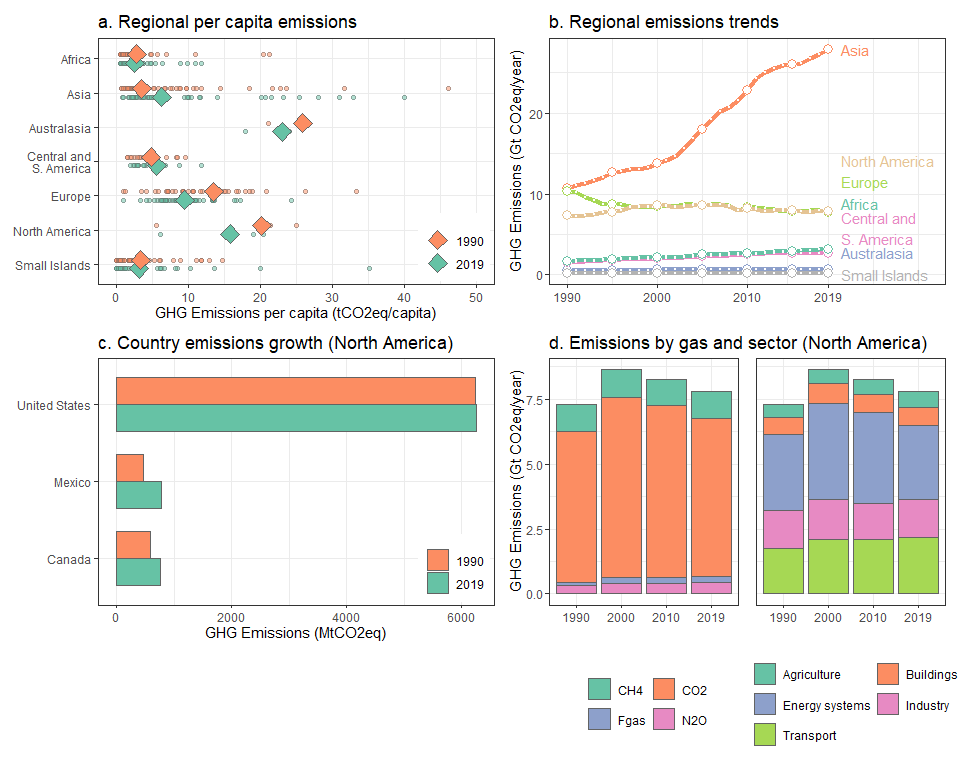 a. Regional per capita emissions
Africa
Asia
Australasia
Central and
S. America
Europe
North America
Small Islands
1990
2019
0
10
20
30
40
50
GHG Emissions per capita (tCO2eq/capita)
b. Regional emissions trends
GHG Emissions (Gt CO2eq/year)
20
10
0
Asia
North America
Europe
Africa
Central and
S. America
Australasia
Small Islands
1990
2000
2010
2019
c. Country emissions growth (North America)
United States
Mexico
Canada
1990
2019
0
2000
4000
6000
GHG Emissions (MtCO2eq)
d. Emissions by gas and sector (North America)
GHG Emissions (Gt CO2eq/year)
7.5
5.0
2.5
0.0
1990
2000
2010
2019
1990
2000
2010
2019
CH4
CO2
Fgas
N2O
Agriculture
Buildings
Energy systems
Industry
Transport